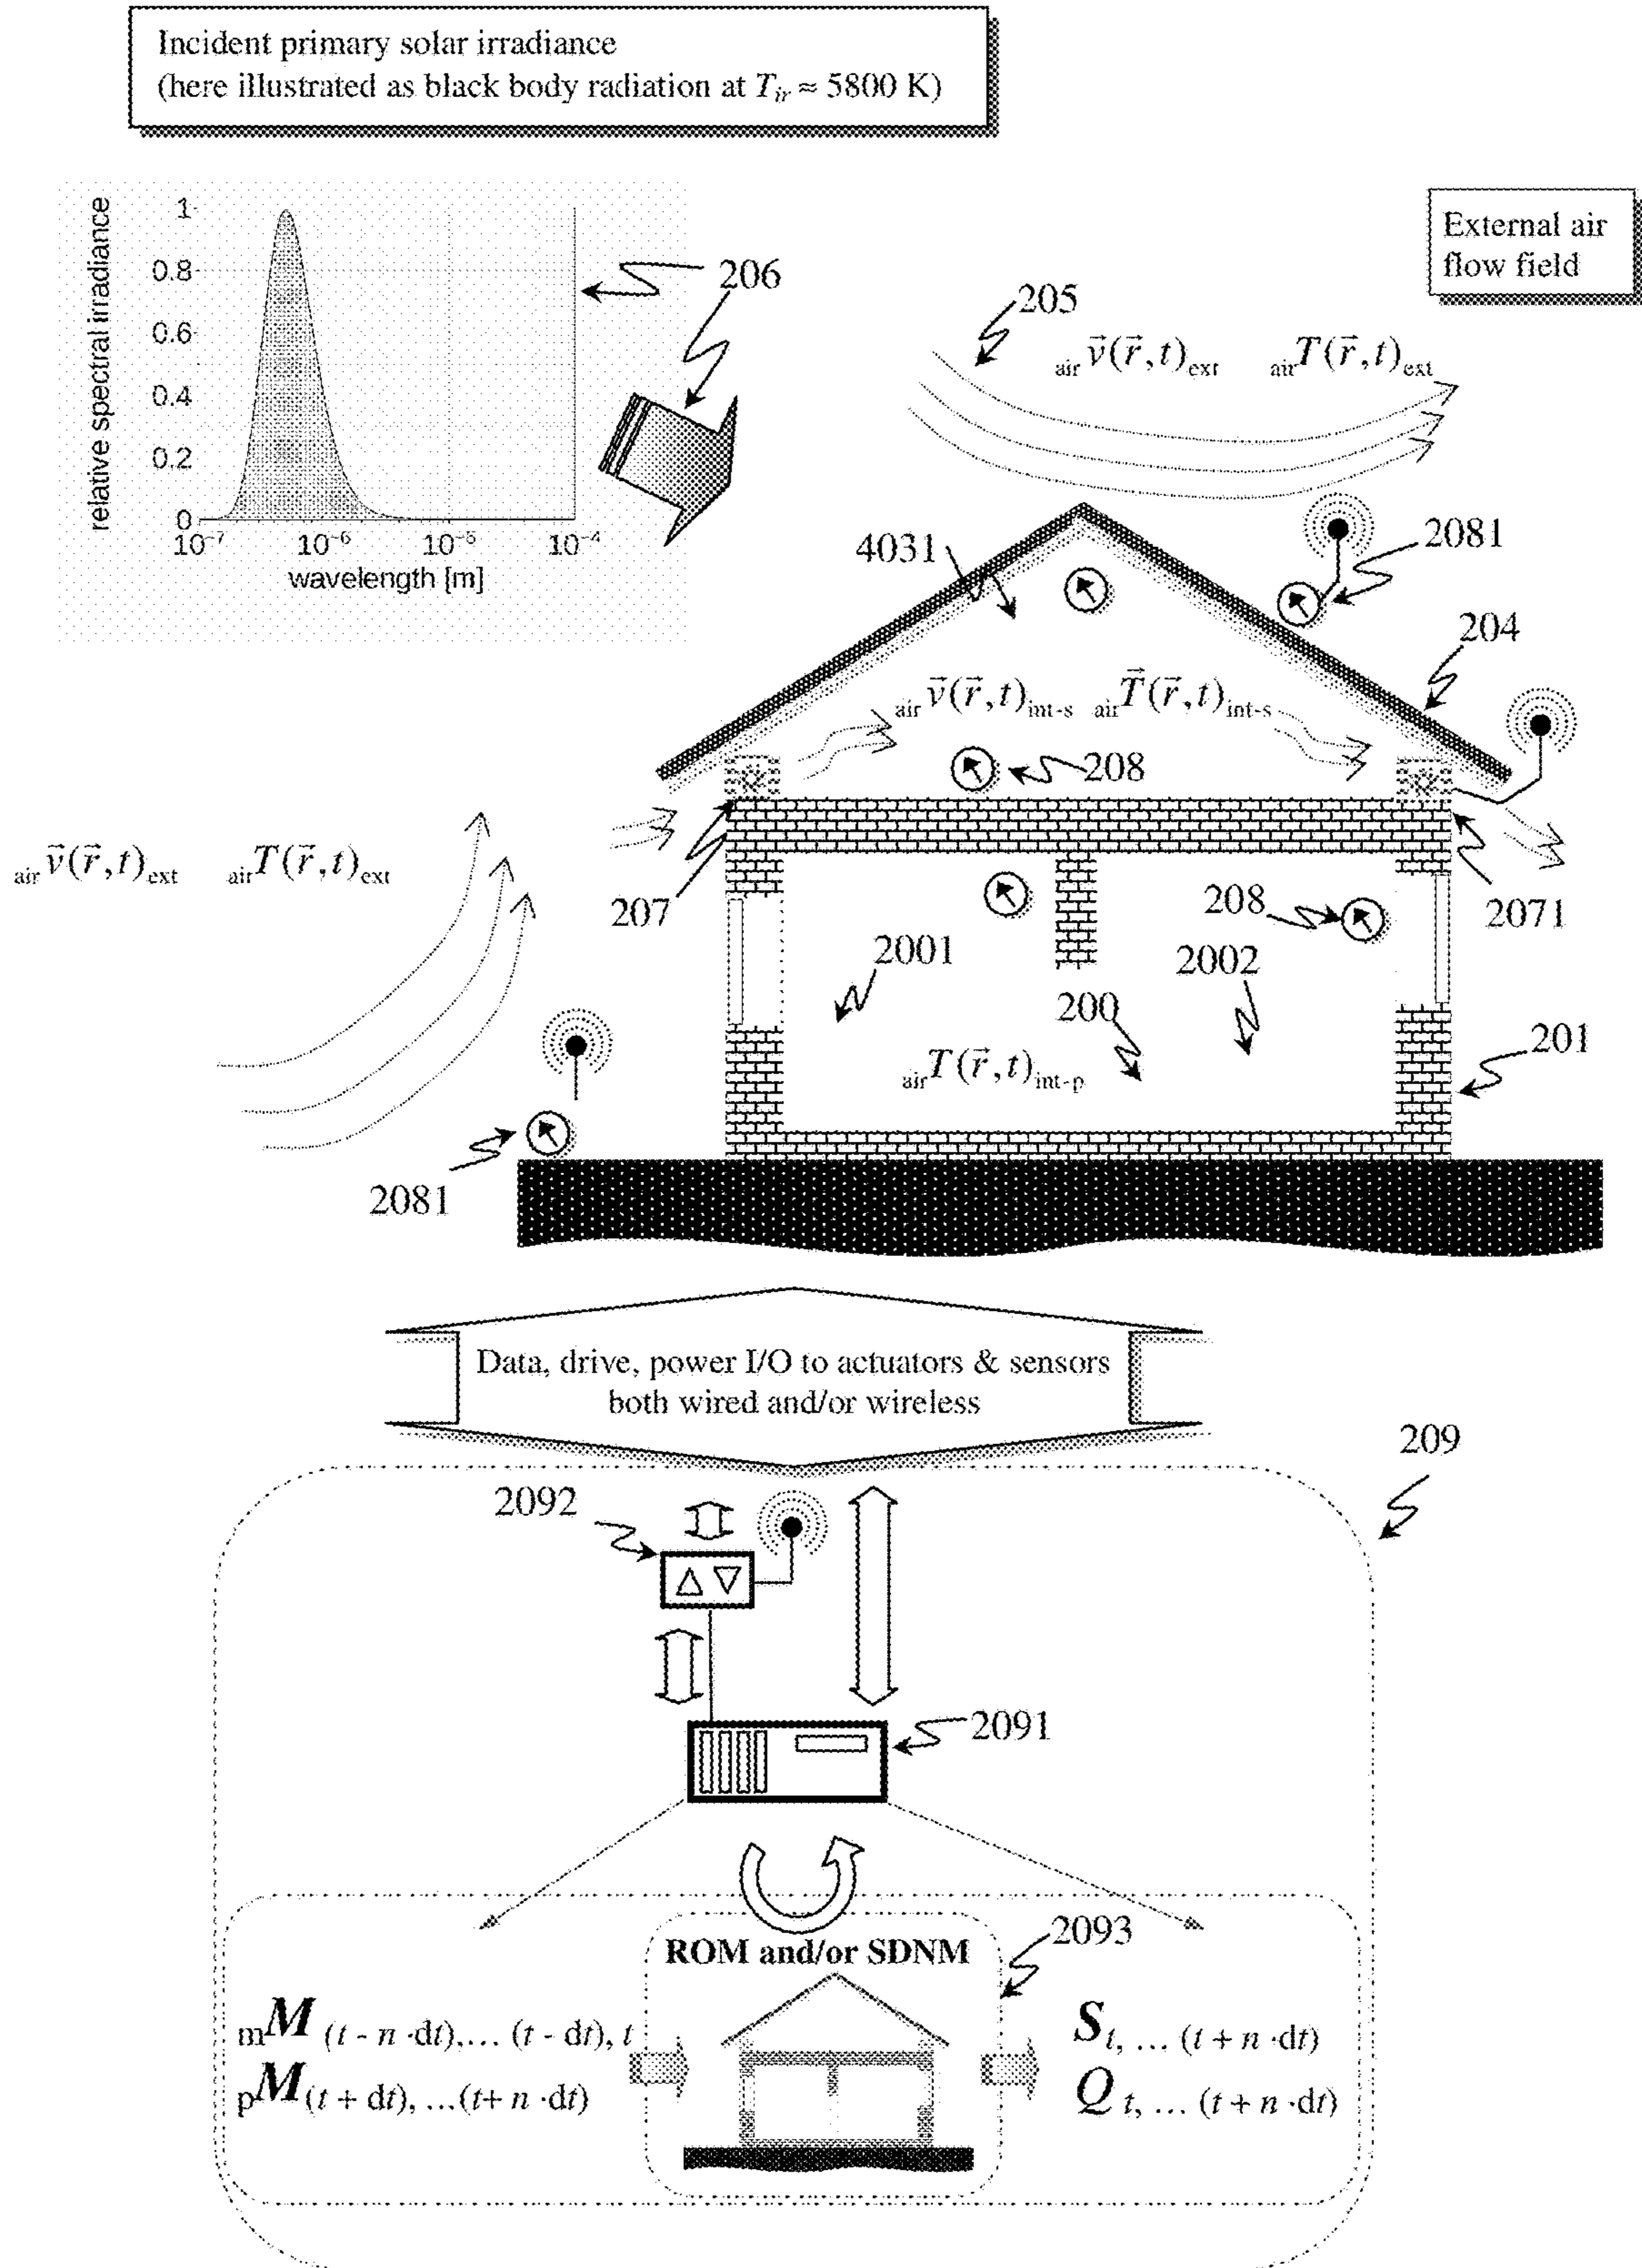 Incident primary solar irradiance
(here illustrated as black body radiation at T_ir ≈ 5800 K)
External air
flow field
relative spectral irradiance
1
0.8
0.6
0.4
0.2
0
10⁻⁷ 10⁻⁶ 10⁻⁵ 10⁻⁴
wavelength [m]
206
205
air v⃗(r⃗,t)ext air T(r⃗,t)ext
4031
2081
204
air v⃗(r⃗,t)int-s air T⃗(r⃗,t)int-s
208
air v⃗(r⃗,t)ext air T(r⃗,t)ext
207
208
2071
2001
2002
200
201
air T(r⃗,t)int-p
2081
Data, drive, power I/O to actuators & sensors
both wired and/or wireless
209
2092
2091
2093
ROM and/or SDNM
mM (t - n ·dt),… (t - dt), t
pM (t + dt), …(t+ n ·dt)
S t, … (t + n ·dt)
Q t, … (t + n ·dt)